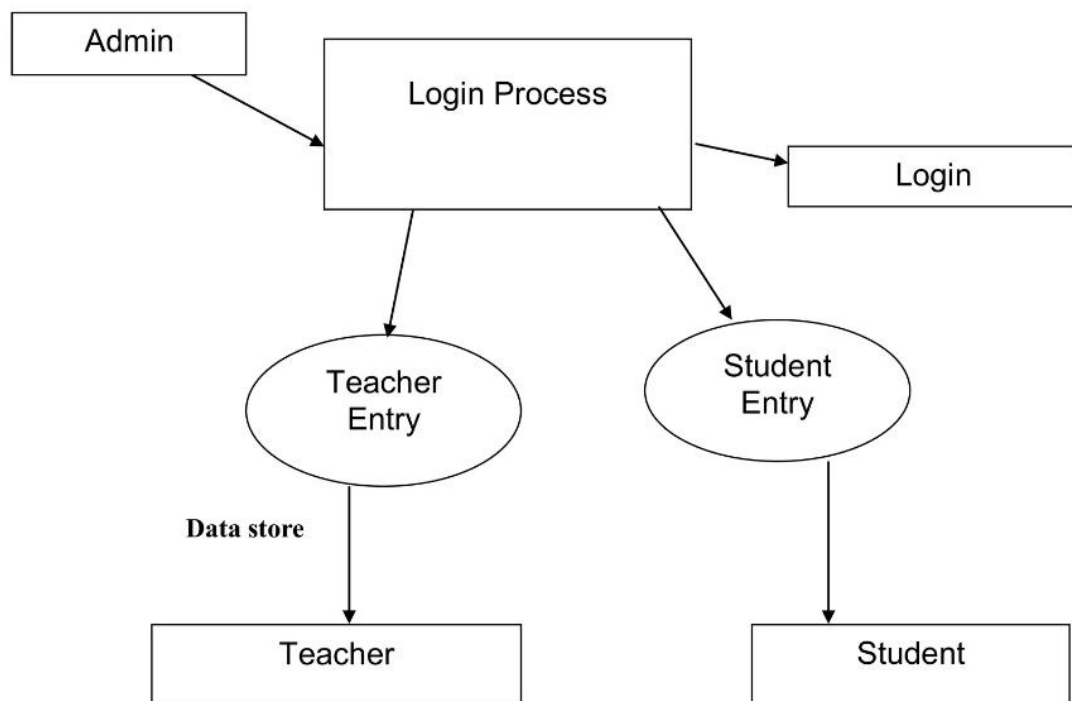 Admin
Login Process
Login
Teacher
Entry
Student
Entry
Data store
Teacher
Student